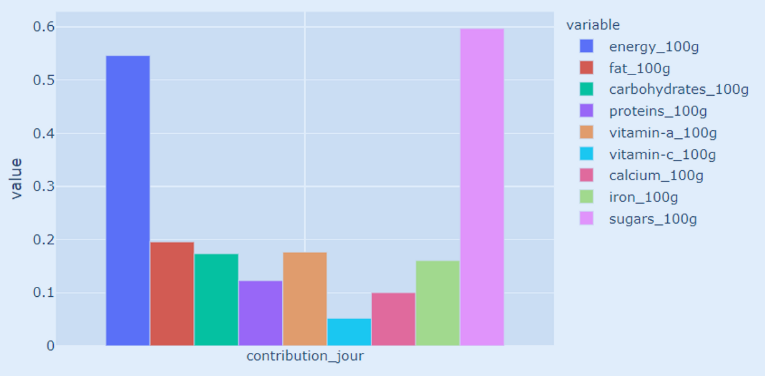 0.6
0.5
0.4
0.3
0.2
0.1
0
value
contribution_jour
variable
energy_100g
fat_100g
carbohydrates_100g
proteins_100g
vitamin-a_100g
vitamin-c_100g
calcium_100g
iron_100g
sugars_100g